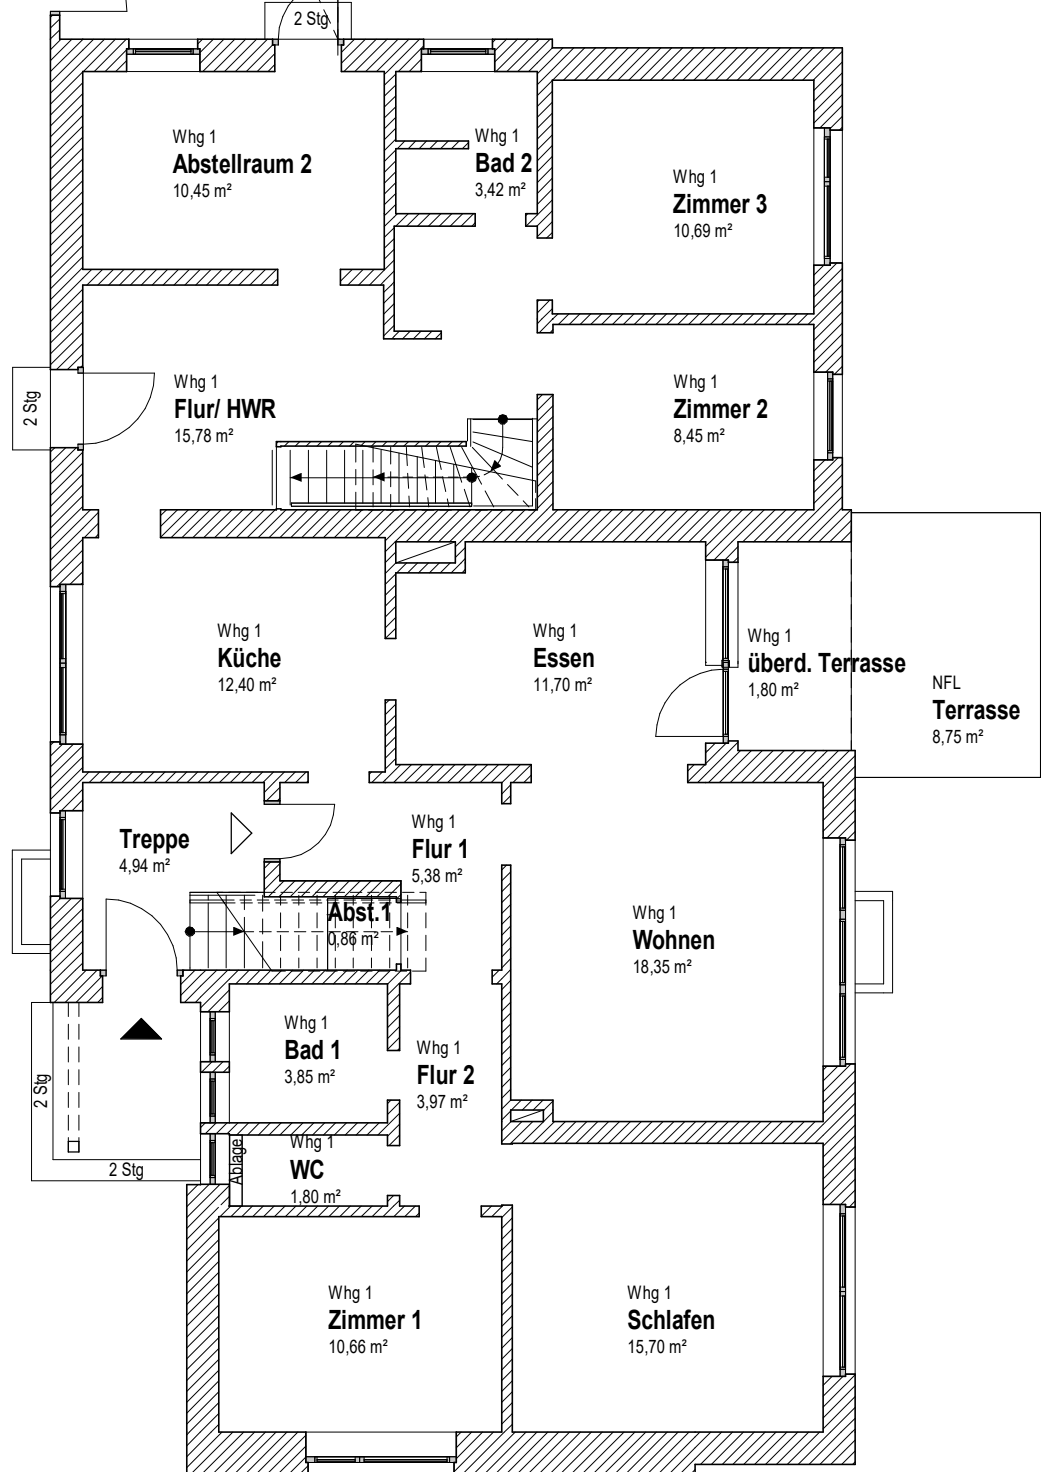 2 Stg
Whg 1
Abstellraum 2
10,45 m²
Whg 1
Bad 2
3,42 m²
Whg 1
Zimmer 3
10,69 m²
2 Stg
Whg 1
Flur/ HWR
15,78 m²
Whg 1
Zimmer 2
8,45 m²
Whg 1
Küche
12,40 m²
Whg 1
Essen
11,70 m²
Whg 1
überd. Terrasse
1,80 m²
NFL
Terrasse
8,75 m²
Treppe
4,94 m²
Whg 1
Flur 1
5,38 m²
Abst.1
0,86 m²
Whg 1
Wohnen
18,35 m²
Whg 1
Bad 1
3,85 m²
Whg 1
Flur 2
3,97 m²
2 Stg
2 Stg
Ablage
Whg 1
WC
1,80 m²
Whg 1
Zimmer 1
10,66 m²
Whg 1
Schlafen
15,70 m²